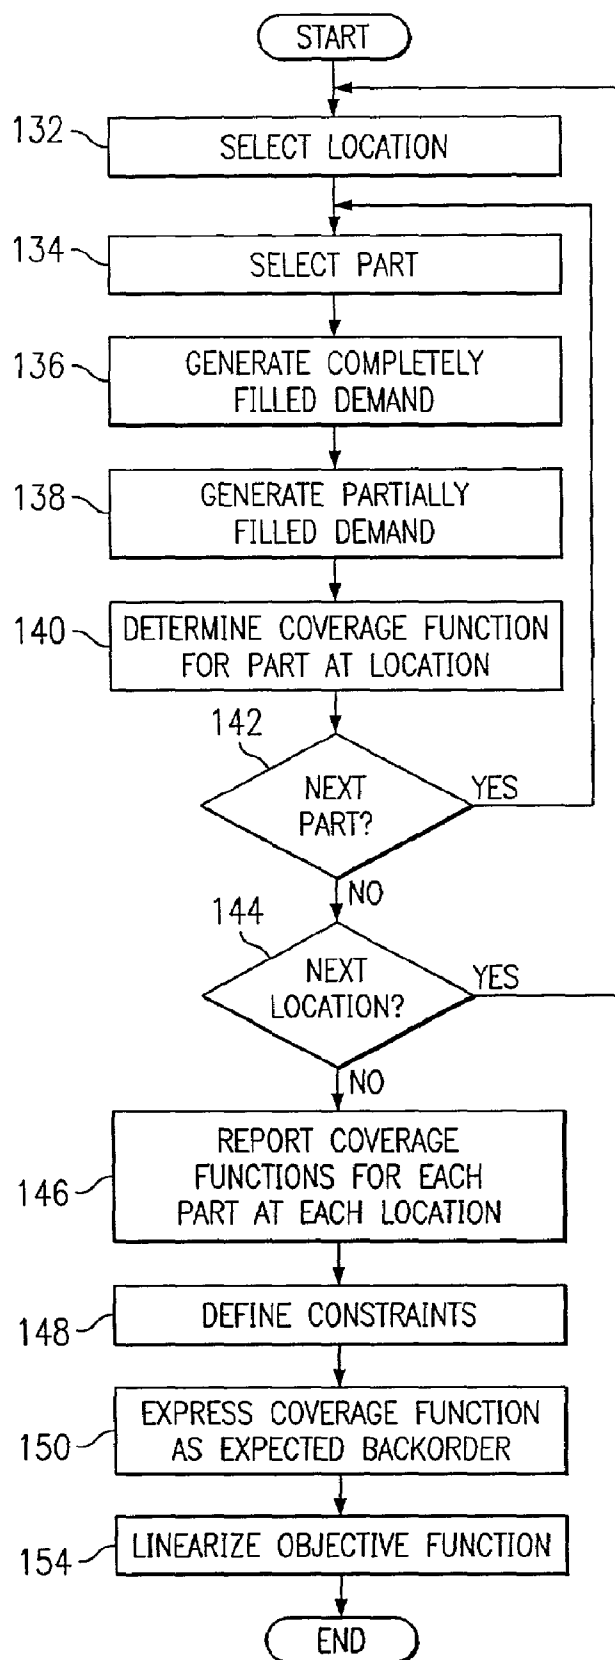 START
132
SELECT LOCATION
134
SELECT PART
136
GENERATE COMPLETELY
FILLED DEMAND
138
GENERATE PARTIALLY
FILLED DEMAND
140
DETERMINE COVERAGE FUNCTION
FOR PART AT LOCATION
142
NEXT
PART?
YES
NO
144
NEXT
LOCATION?
YES
NO
146
REPORT COVERAGE
FUNCTIONS FOR EACH
PART AT EACH LOCATION
148
DEFINE CONSTRAINTS
150
EXPRESS COVERAGE FUNCTION
AS EXPECTED BACKORDER
154
LINEARIZE OBJECTIVE FUNCTION
END